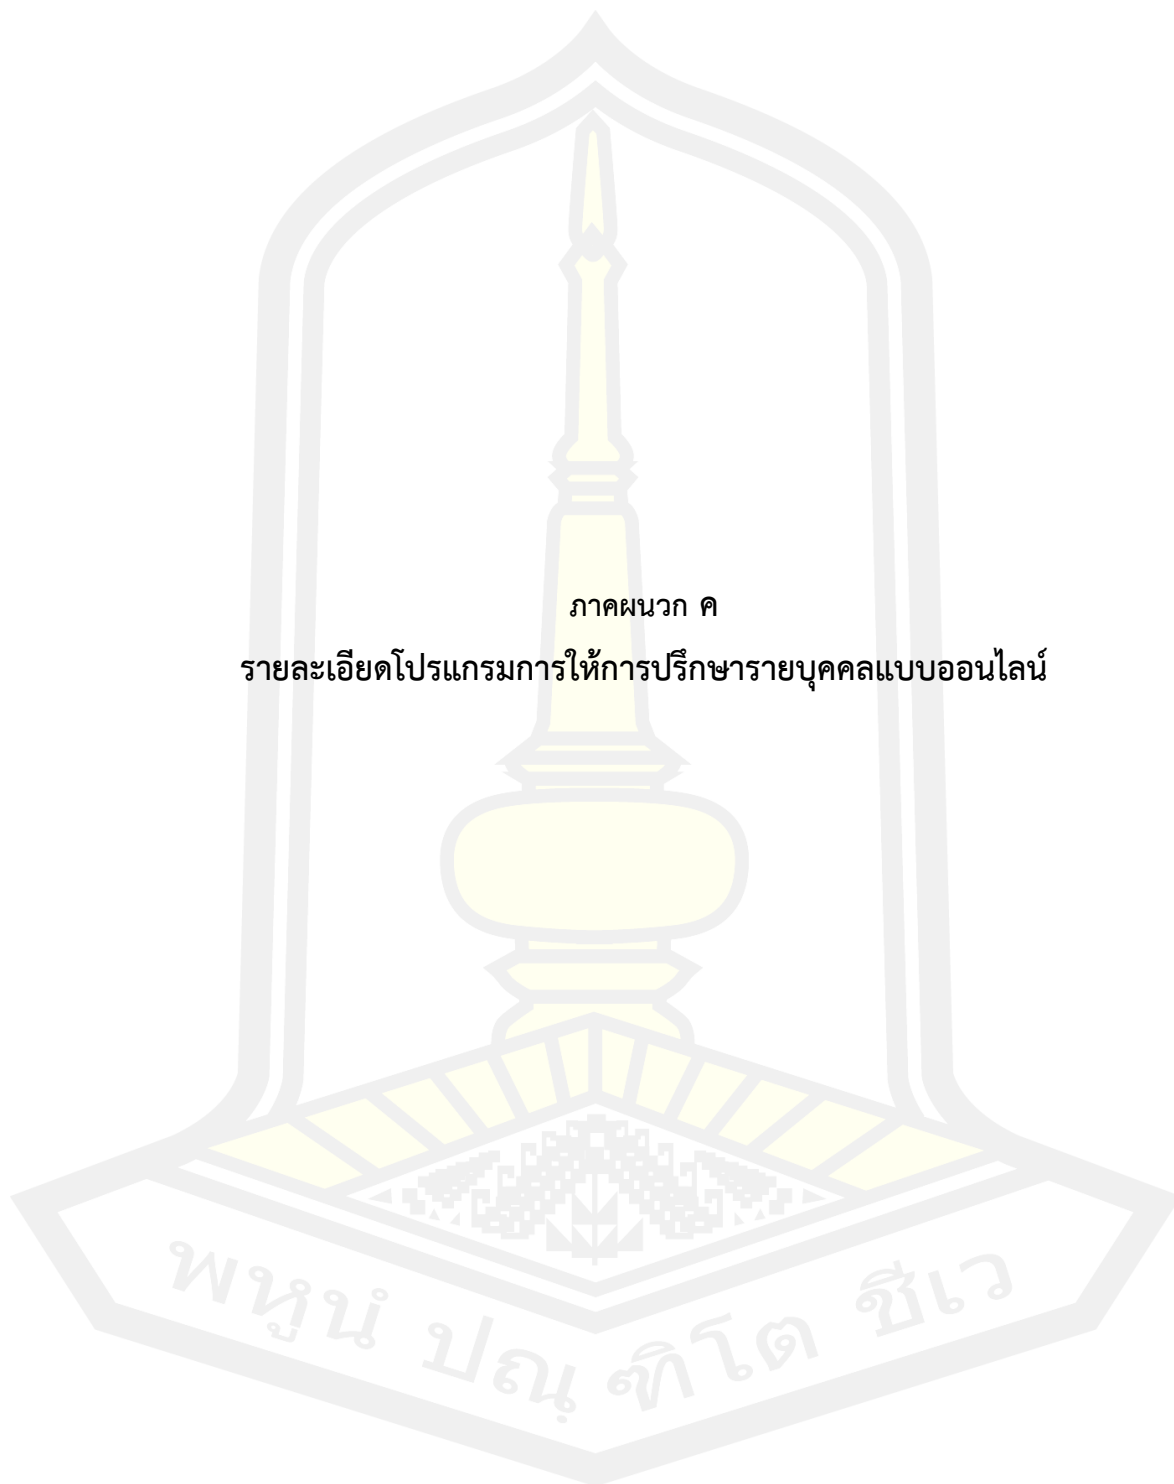 ภาคผนวก ค
รายละเอียดโปรแกรมการให้การปรึกษารายบุคคลแบบออนไลน์
พหูนํ ปณฺฑิโต ชีเว